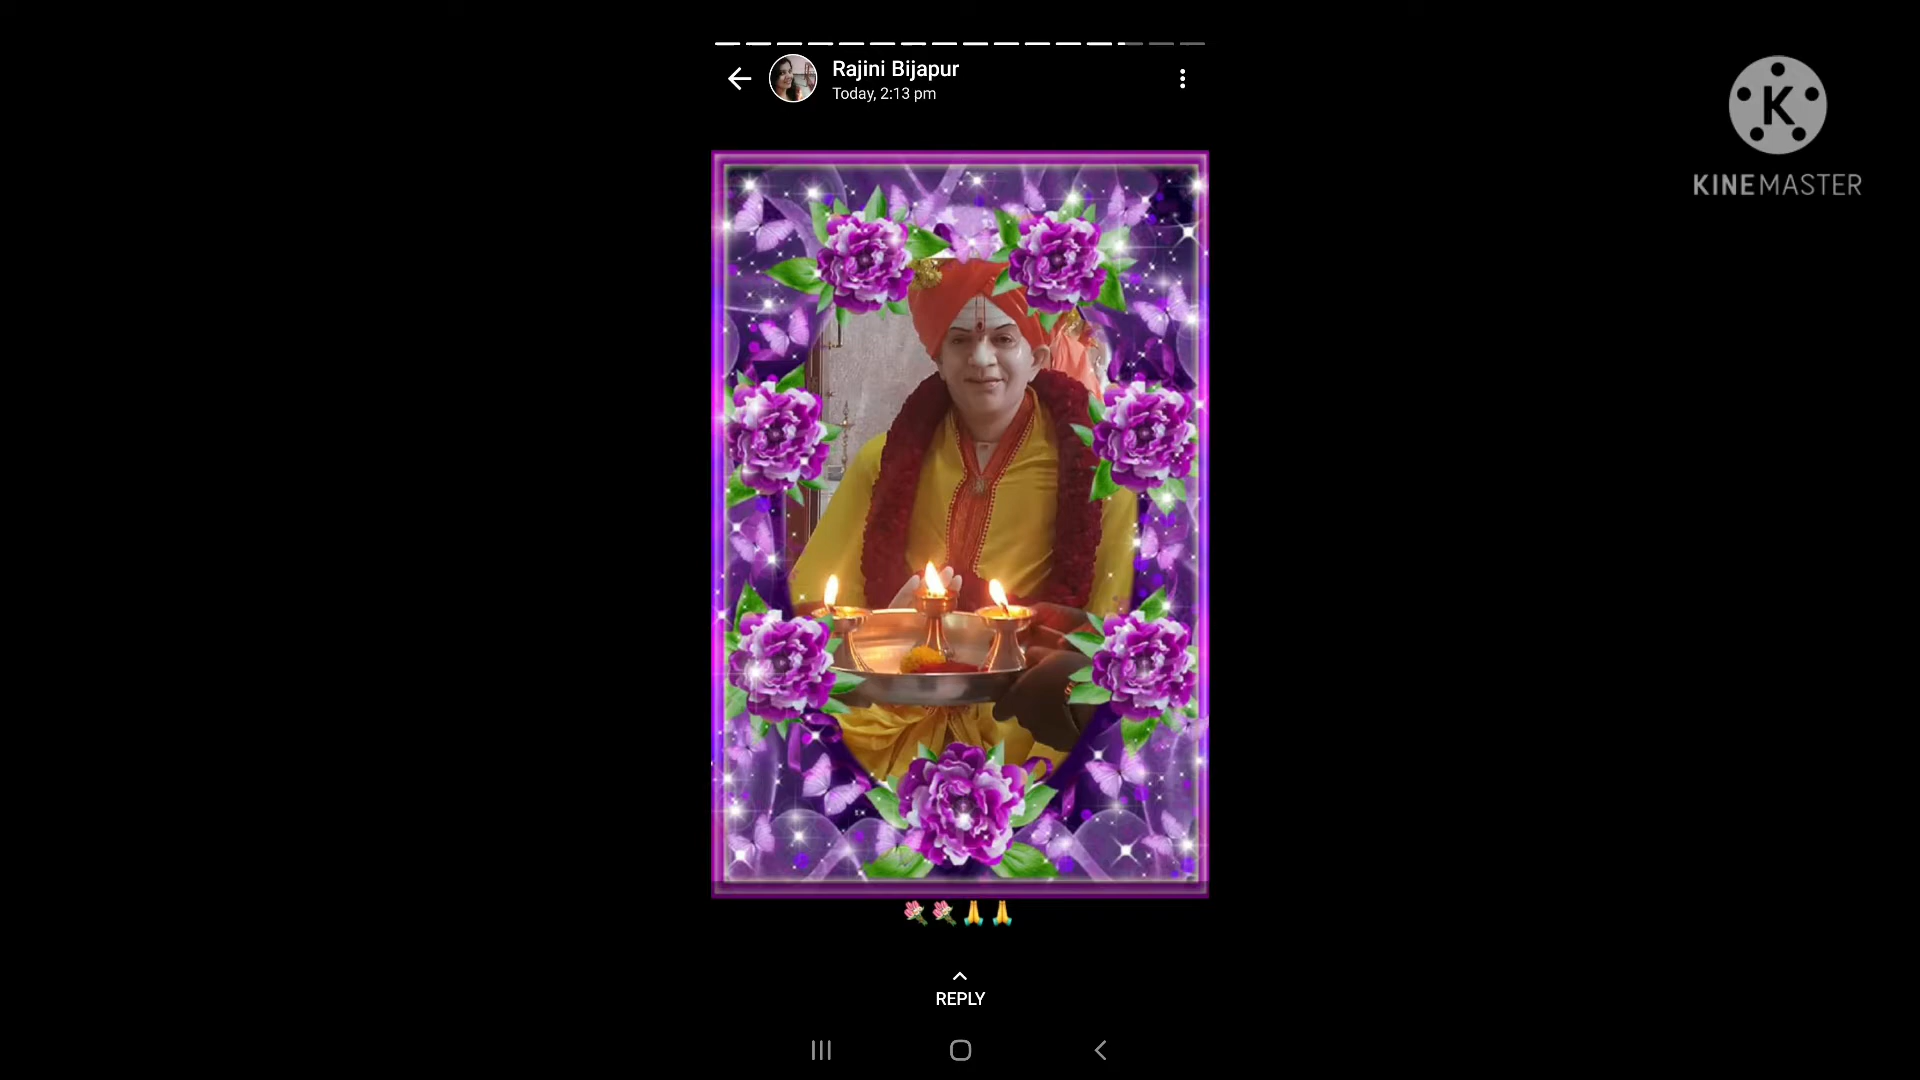 Rajini Bijapur
Today, 2:13 pm
K
KINEMASTER
REPLY